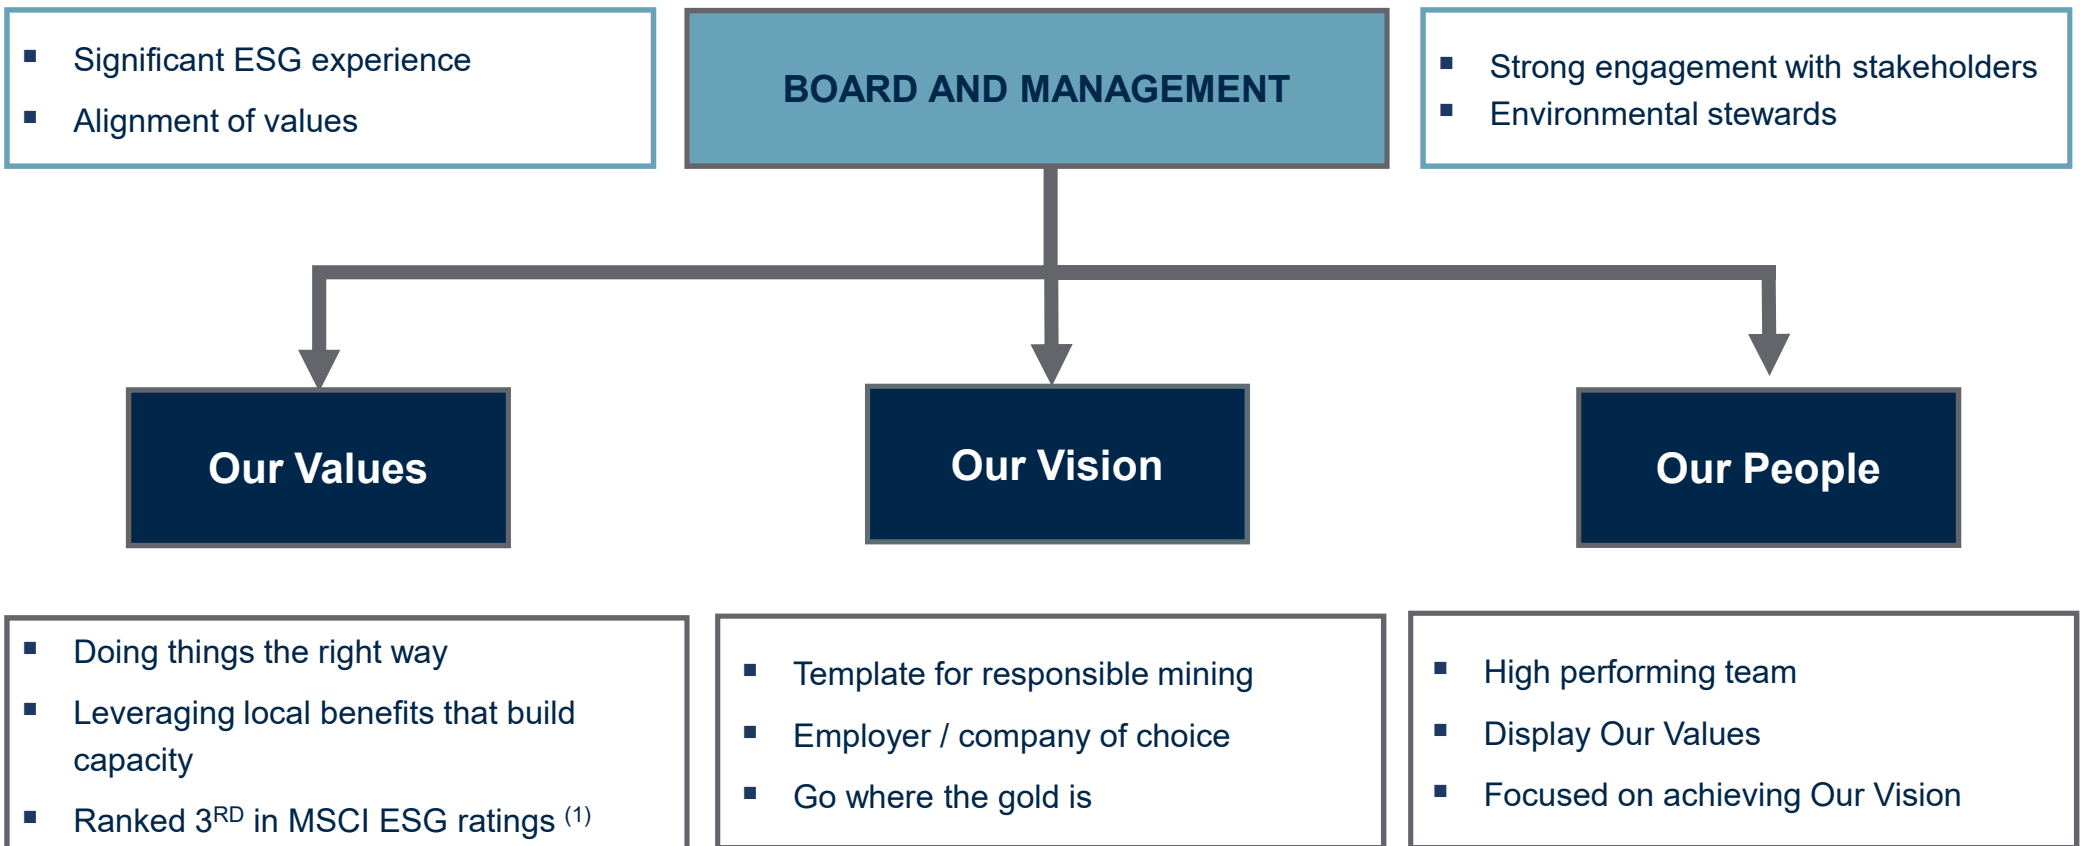 ▪ Significant ESG experience
▪ Alignment of values
BOARD AND MANAGEMENT
▪ Strong engagement with stakeholders
▪ Environmental stewards
Our Values
Our Vision
Our People
▪ Doing things the right way
▪ Leveraging local benefits that build
capacity
▪ Ranked 3RD in MSCI ESG ratings (1)
▪ Template for responsible mining
▪ Employer / company of choice
▪ Go where the gold is
▪ High performing team
▪ Display Our Values
▪ Focused on achieving Our Vision